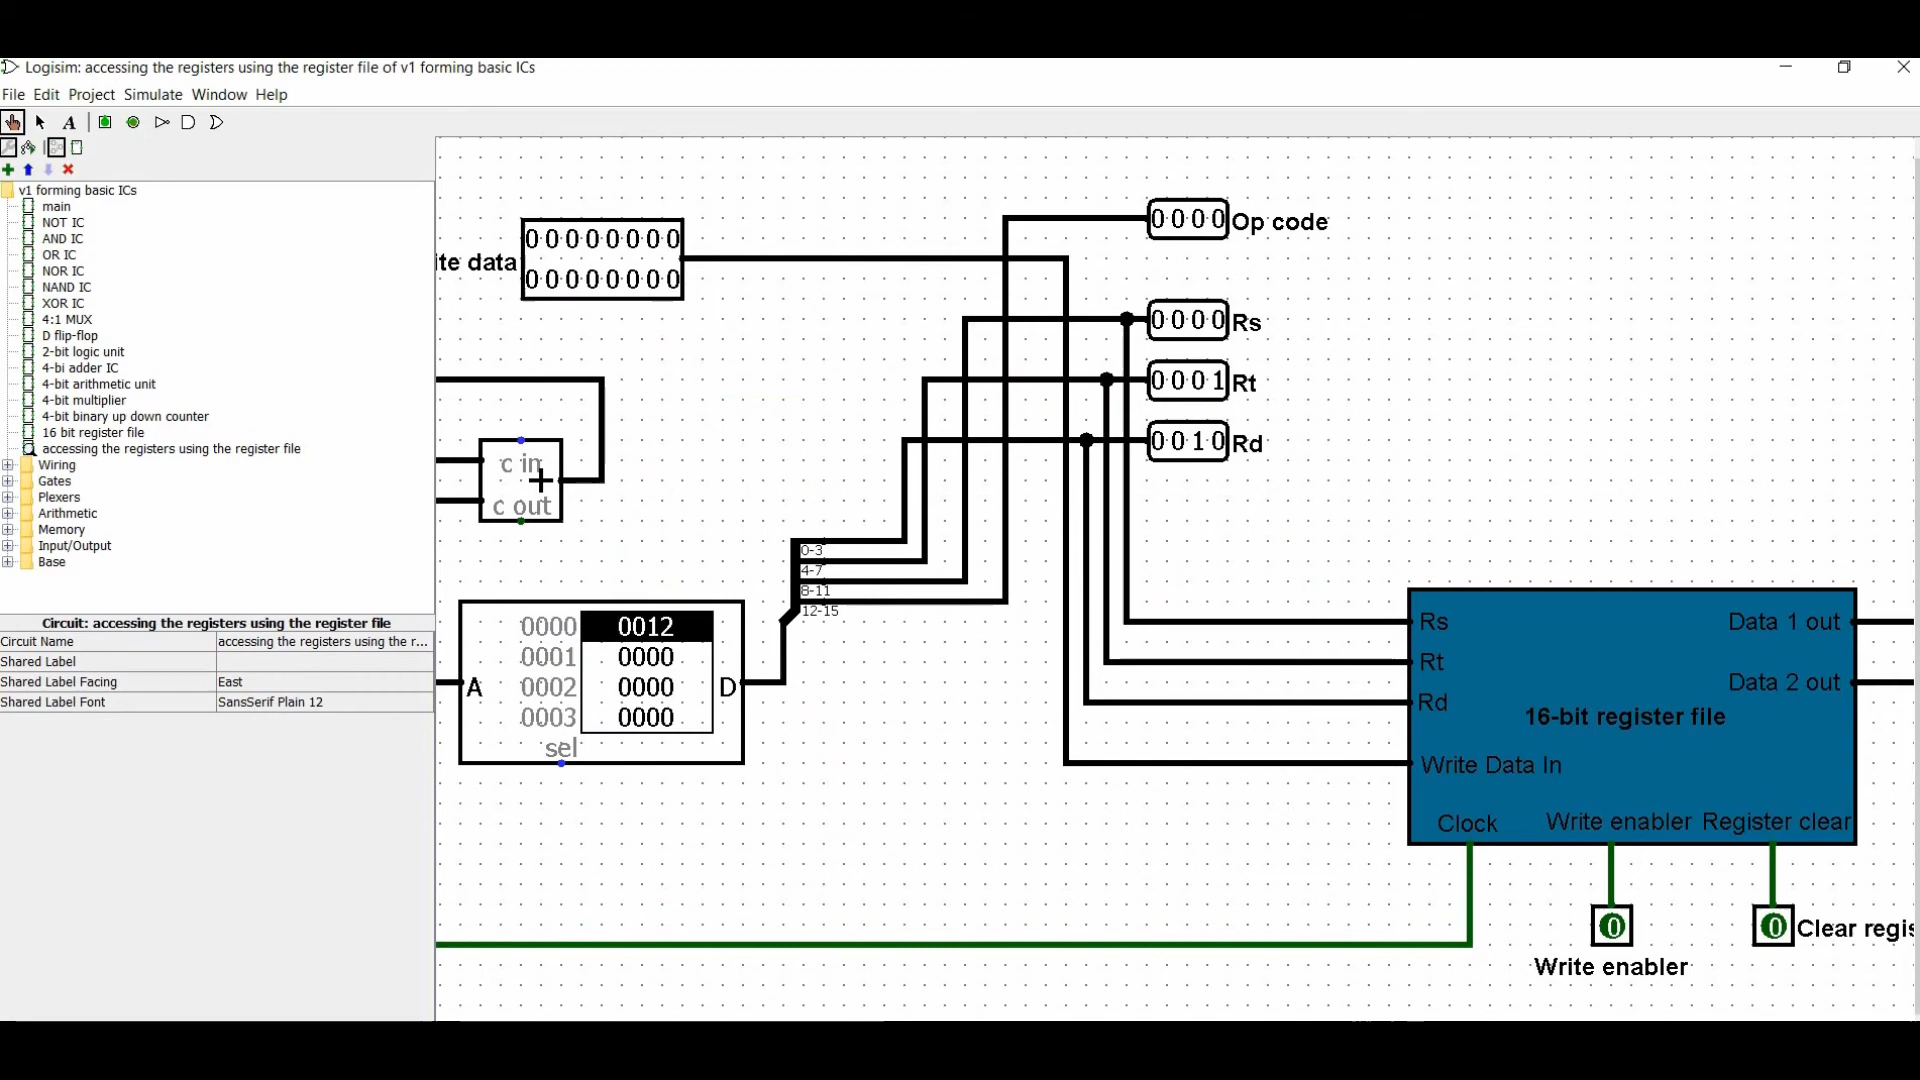 Logisim: accessing the registers using the register file of v1 forming basic ICs
File Edit Project Simulate Window Help
A
v1 forming basic ICs
main
NOT IC
AND IC
OR IC
NOR IC
NAND IC
XOR IC
4:1 MUX
D flip-flop
2-bit logic unit
4-bi adder IC
4-bit arithmetic unit
4-bit multiplier
4-bit binary up down counter
16 bit register file
accessing the registers using the register file
Wiring
Gates
Plexers
Arithmetic
Memory
Input/Output
Base
Circuit: accessing the registers using the register file
Circuit Name accessing the registers using the r...
Shared Label
Shared Label Facing East
Shared Label Font SansSerif Plain 12
ite data
0 0 0 0 0 0 0 0
0 0 0 0 0 0 0 0
0 0 0 0 Op code
0 0 0 0 Rs
0 0 0 1 Rt
0 0 1 0 Rd
c in
+
c out
0-3
4-7
8-11
12-15
A
0000 0012
0001 0000
0002 0000
0003 0000
sel
D
Rs
Rt
Rd
Write Data In
Data 1 out
Data 2 out
16-bit register file
Clock Write enabler Register clear
0
Write enabler
0 Clear regis